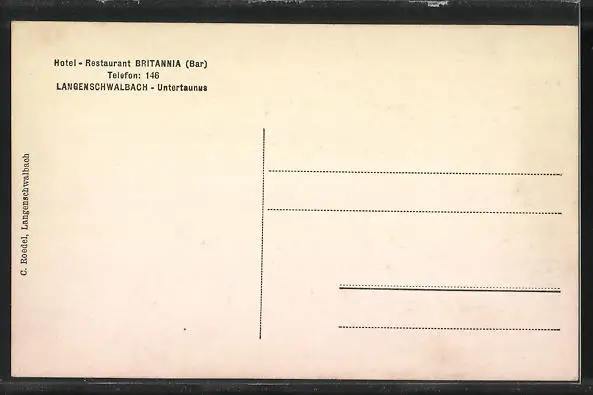 Hotel - Restaurant BRITANNIA (Bar)
Telefon: 146
LANGENSCHWALBACH - Untertaunus
C. Roedel, Langenschwalbach